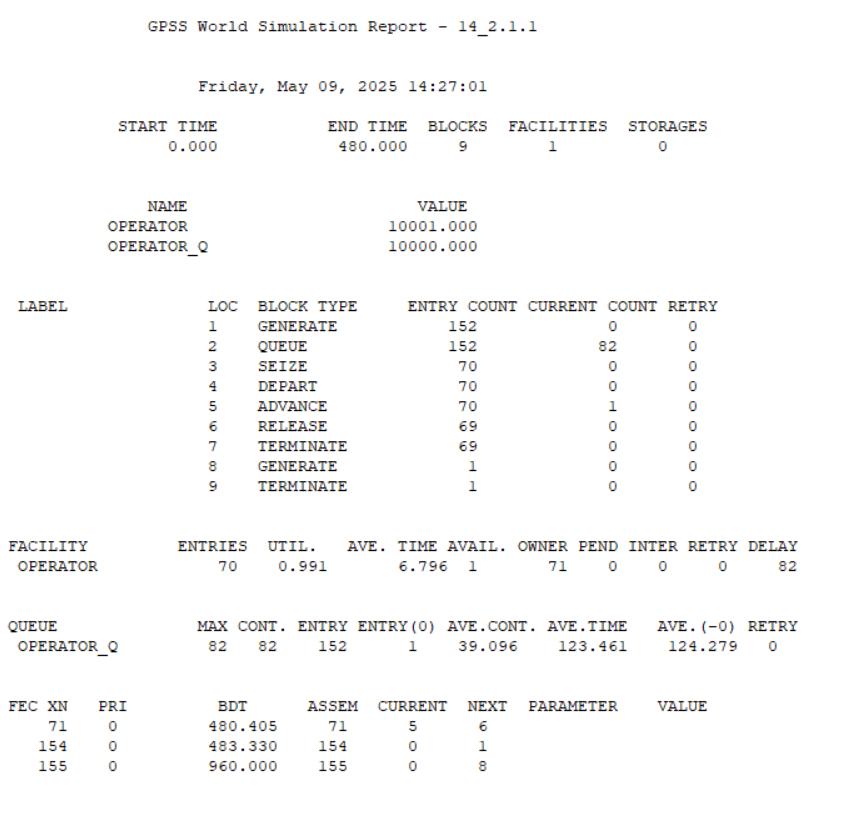 GPSS World Simulation Report - 14_2.1.1
Friday, May 09, 2025 14:27:01
START TIME END TIME BLOCKS FACILITIES STORAGES
0.000 480.000 9 1 0
NAME VALUE
OPERATOR 10001.000
OPERATOR_Q 10000.000
LABEL LOC BLOCK TYPE ENTRY COUNT CURRENT COUNT RETRY
1 GENERATE 152 0 0
2 QUEUE 152 82 0
3 SEIZE 70 0 0
4 DEPART 70 0 0
5 ADVANCE 70 1 0
6 RELEASE 69 0 0
7 TERMINATE 69 0 0
8 GENERATE 1 0 0
9 TERMINATE 1 0 0
FACILITY ENTRIES UTIL. AVE. TIME AVAIL. OWNER PEND INTER RETRY DELAY
OPERATOR 70 0.991 6.796 1 71 0 0 0 82
QUEUE MAX CONT. ENTRY ENTRY(0) AVE.CONT. AVE.TIME AVE.(-0) RETRY
OPERATOR_Q 82 82 152 1 39.096 123.461 124.279 0
FEC XN PRI BDT ASSEM CURRENT NEXT PARAMETER VALUE
71 0 480.405 71 5 6
154 0 483.330 154 0 1
155 0 960.000 155 0 8